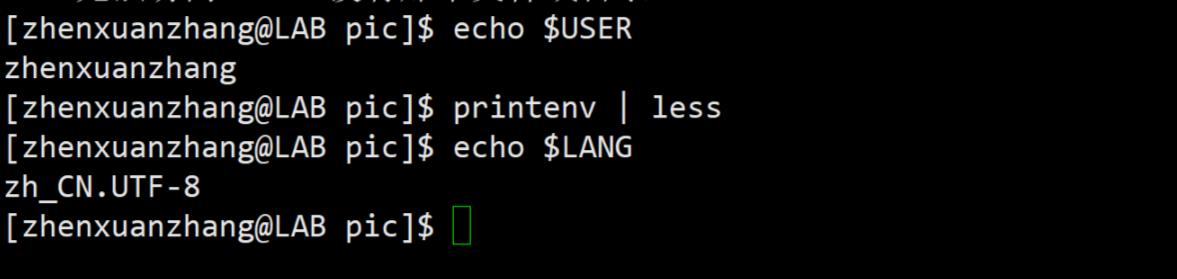 [zhenxuanzhang@LAB pic]$ echo $USER
zhenxuanzhang
[zhenxuanzhang@LAB pic]$ printenv | less
[zhenxuanzhang@LAB pic]$ echo $LANG
zh_CN.UTF-8
[zhenxuanzhang@LAB pic]$